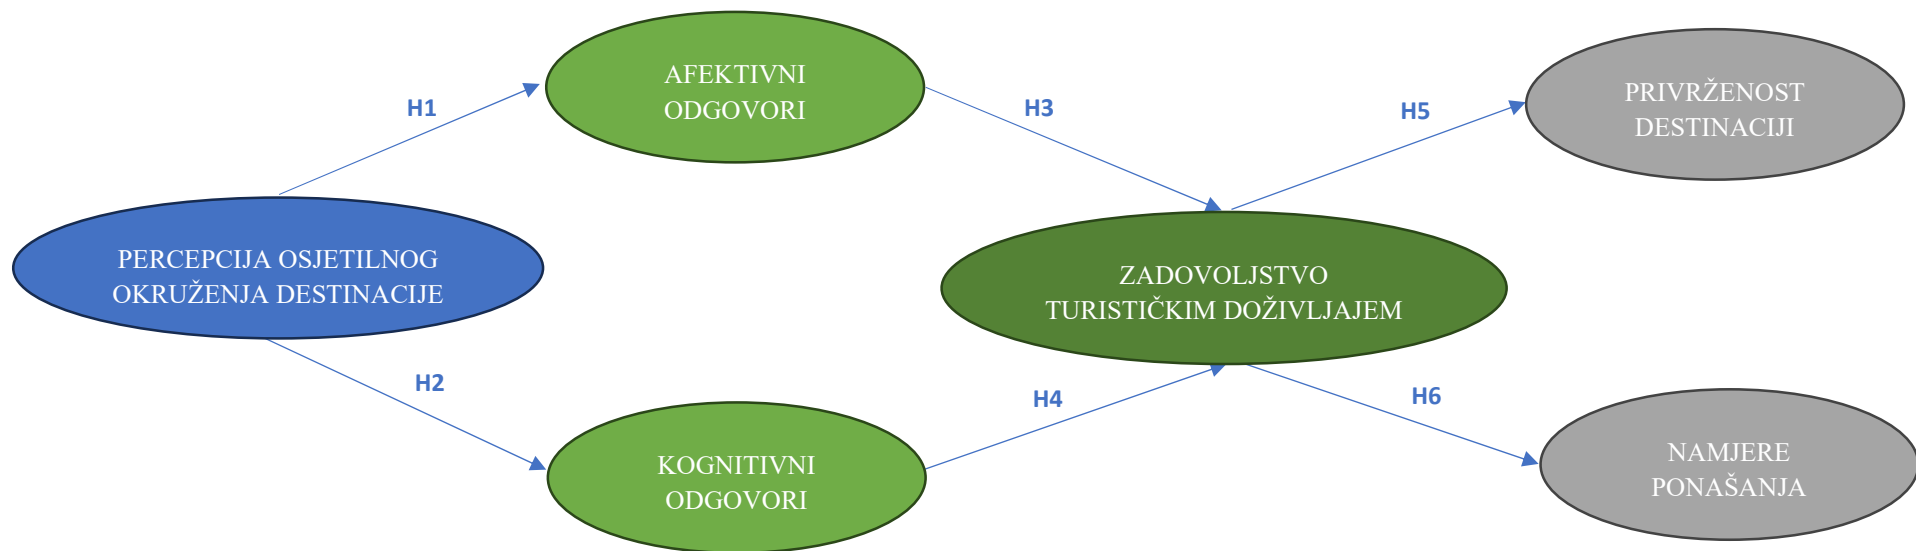 AFEKTIVNI
ODGOVORI
PRIVRŽENOST
DESTINACIJI
H1
H3
H5
PERCEPCIJA OSJETILNOG
OKRUŽENJA DESTINACIJE
ZADOVOLJSTVO
TURISTIČKIM DOŽIVLJAJEM
H2
H4
H6
KOGNITIVNI
ODGOVORI
NAMJERE
PONAŠANJA